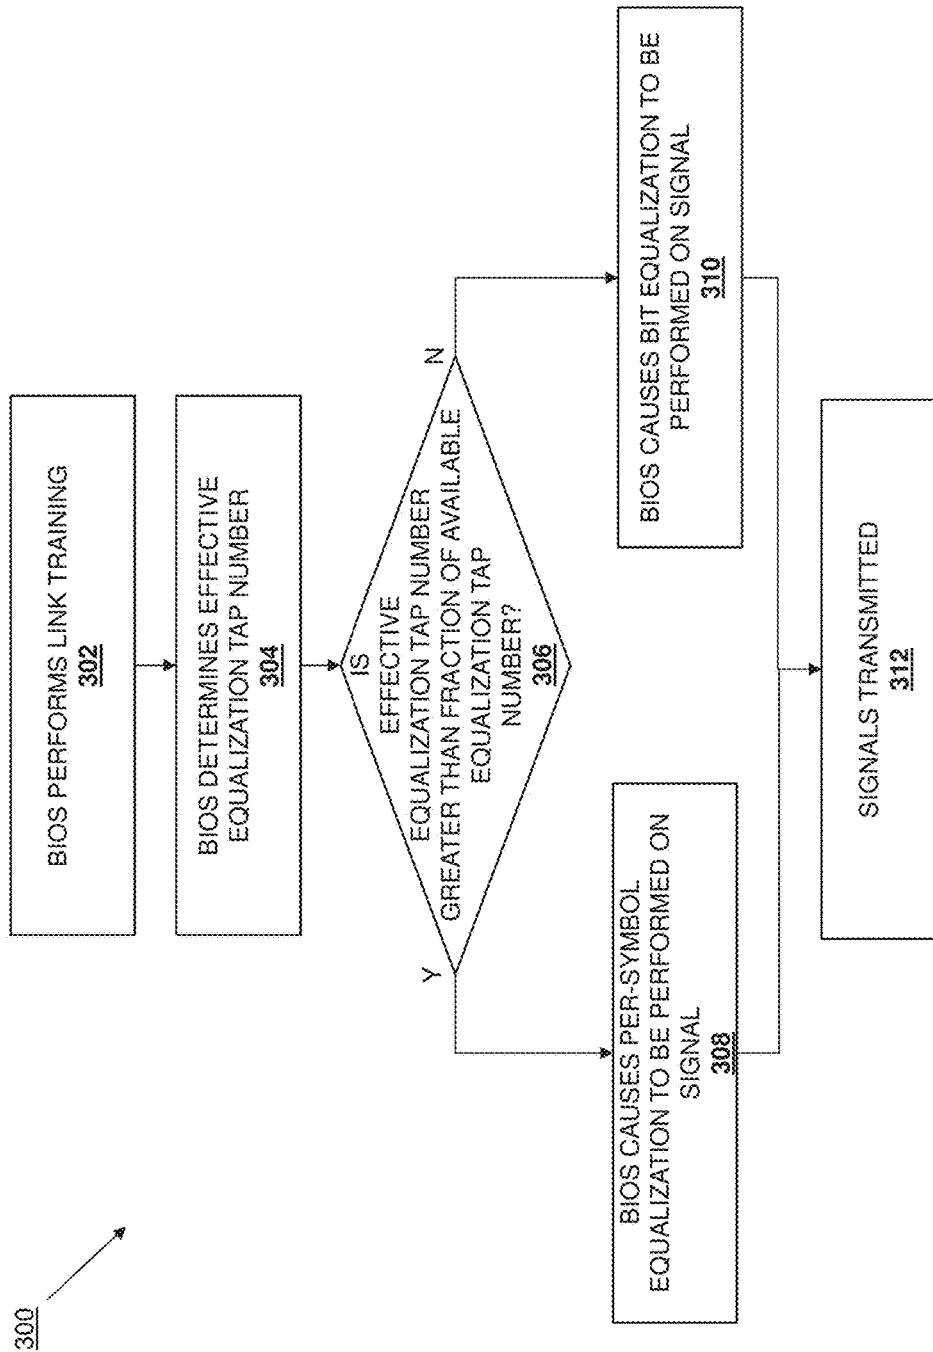 300
BIOS PERFORMS LINK TRAINING
302
BIOS DETERMINES EFFECTIVE
EQUALIZATION TAP NUMBER
304
IS
EFFECTIVE
EQUALIZATION TAP NUMBER
GREATER THAN FRACTION OF AVAILABLE
EQUALIZATION TAP
NUMBER?
306
Y
N
BIOS CAUSES PER-SYMBOL
EQUALIZATION TO BE PERFORMED ON
SIGNAL
308
BIOS CAUSES BIT EQUALIZATION TO BE
PERFORMED ON SIGNAL
310
SIGNALS TRANSMITTED
312